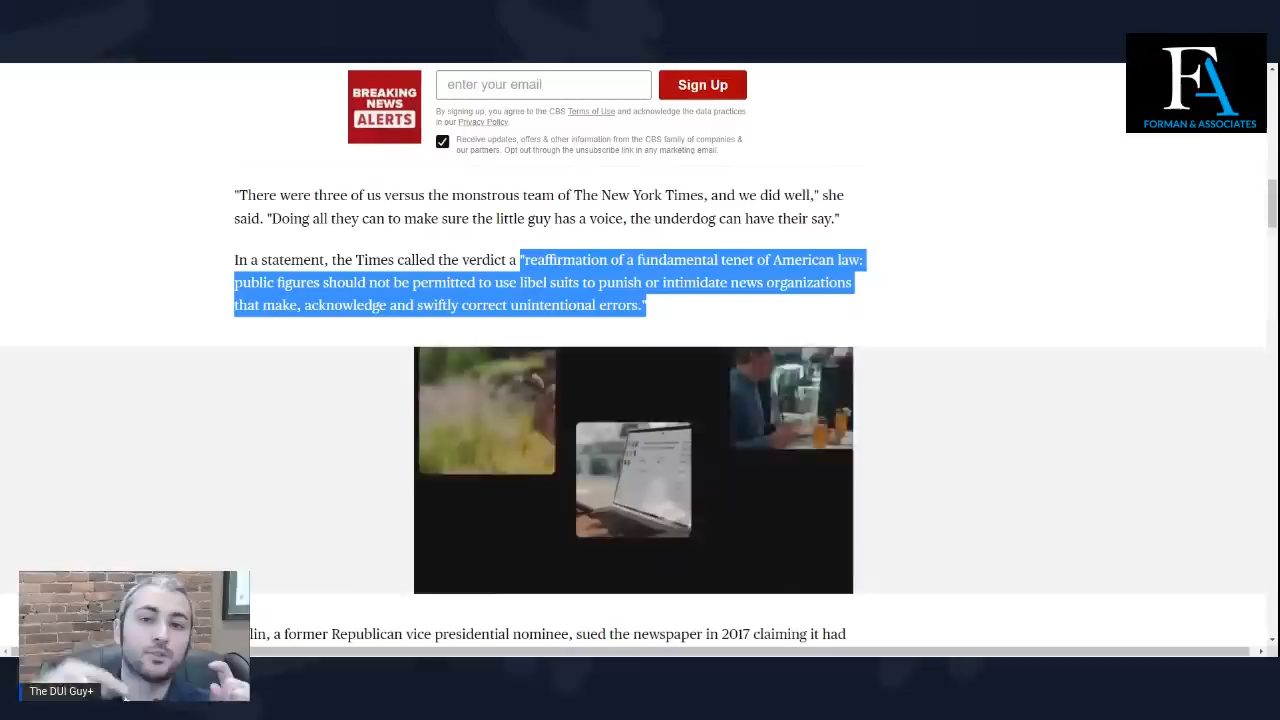 BREAKING
NEWS
ALERTS
enter your email
Sign Up
By signing up, you agree to the CBS Terms of Use and acknowledge the data practices
in our Privacy Policy.
Receive updates, offers & other information from the CBS family of companies &
our partners. Opt out through the unsubscribe link in any marketing email.
FA
FORMAN & ASSOCIATES
"There were three of us versus the monstrous team of The New York Times, and we did well," she
said. "Doing all they can to make sure the little guy has a voice, the underdog can have their say."
In a statement, the Times called the verdict a "reaffirmation of a fundamental tenet of American law:
public figures should not be permitted to use libel suits to punish or intimidate news organizations
that make, acknowledge and swiftly correct unintentional errors."
lin, a former Republican vice presidential nominee, sued the newspaper in 2017 claiming it had
The DUI Guy+